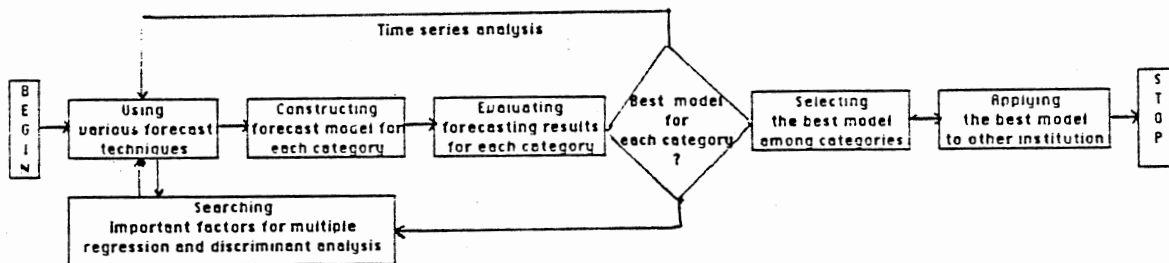 Time series analysis
BEGIN
Using
various forecast
techniques
Constructing
forecast model for
each category
Evaluating
forecasting results
for each category
Best model
for
each category
?
Selecting
the best model
among categories
Applying
the best model
to other institution
STOP
Searching
Important factors for multiple
regression and discriminant analysis